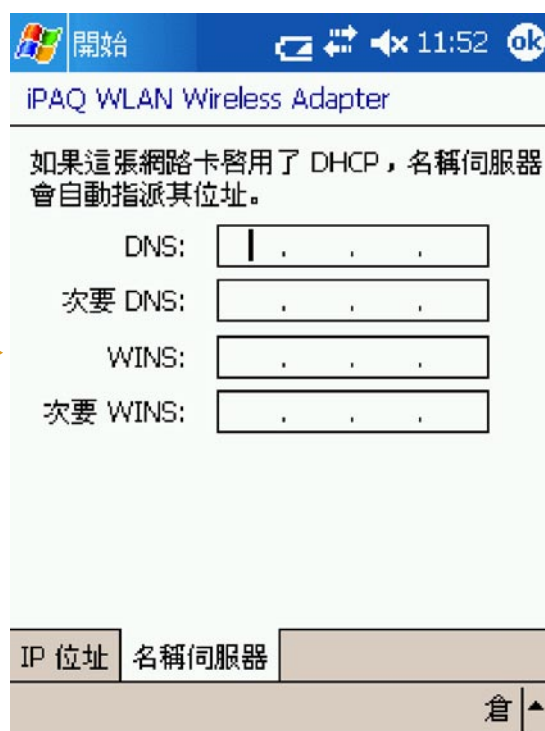 開始 11:52 ok
iPAQ WLAN Wireless Adapter
如果這張網路卡啓用了 DHCP，名稱伺服器
會自動指派其位址。
DNS: . . .
次要 DNS: . . .
WINS: . . .
次要 WINS: . . .
IP 位址 名稱伺服器
倉